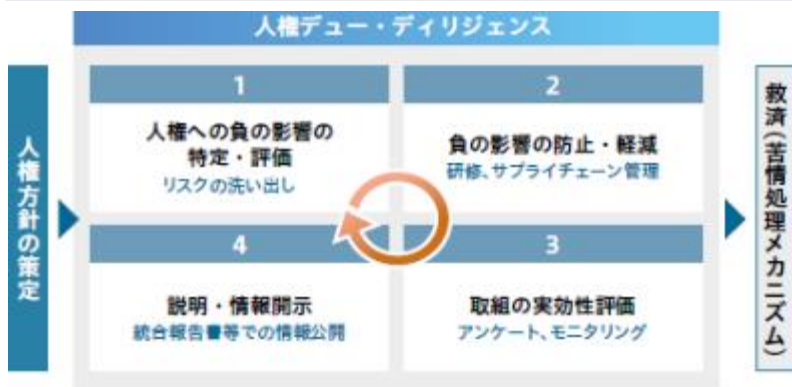 人権デュー・ディリジェンス
人権方針の策定
1
人権への負の影響の
特定・評価
リスクの洗い出し
2
負の影響の防止・軽減
研修、サプライチェーン管理
4
説明・情報開示
統合報告書等での情報公開
3
取組の実効性評価
アンケート、モニタリング
救済(苦情処理メカニズム)